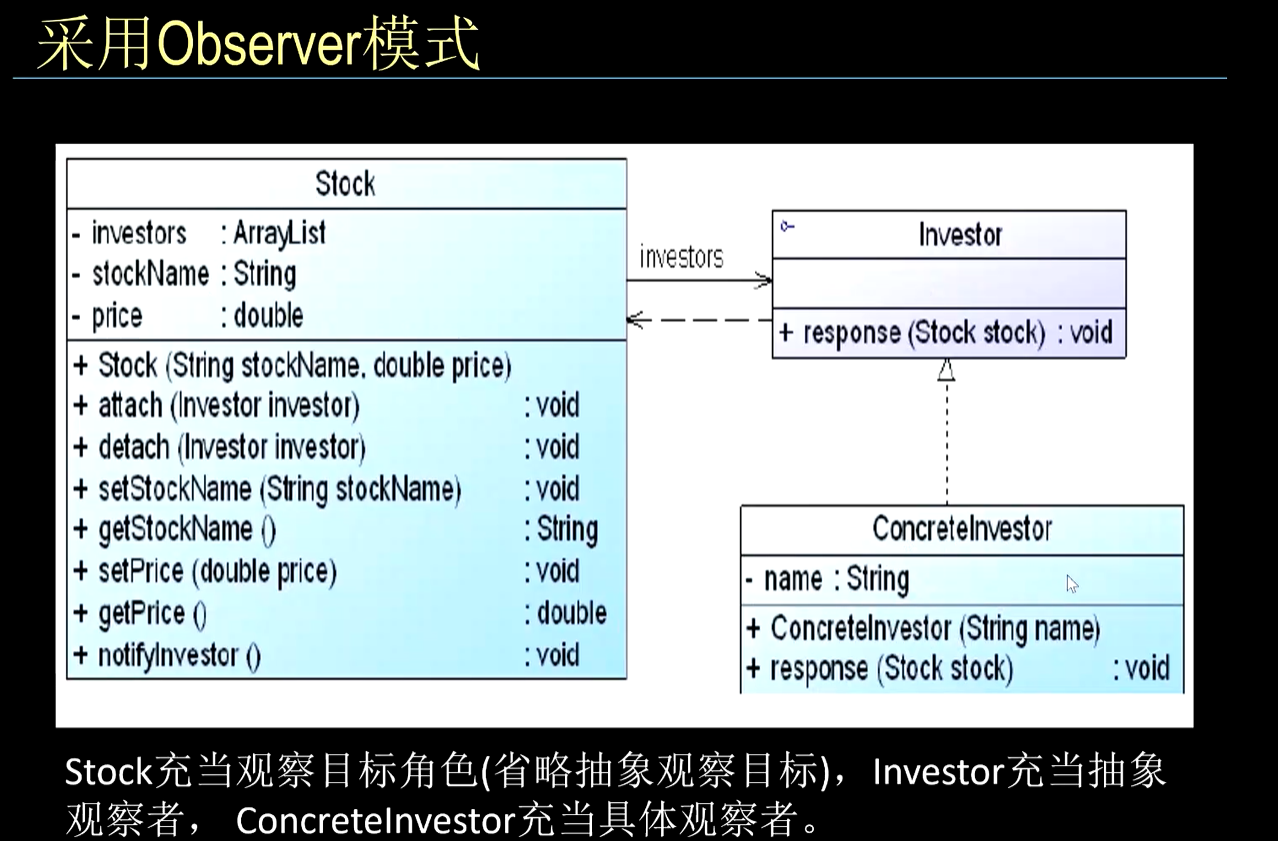 采用Observer模式
Stock
- investors : ArrayList
- stockName : String
- price : double
+ Stock (String stockName, double price)
+ attach (Investor investor) : void
+ detach (Investor investor) : void
+ setStockName (String stockName) : void
+ getStockName () : String
+ setPrice (double price) : void
+ getPrice () : double
+ notifyInvestor () : void
investors
Investor
+ response (Stock stock) : void
ConcreteInvestor
- name : String
+ ConcreteInvestor (String name)
+ response (Stock stock) : void
Stock充当观察目标角色(省略抽象观察目标)，Investor充当抽象
观察者， ConcreteInvestor充当具体观察者。